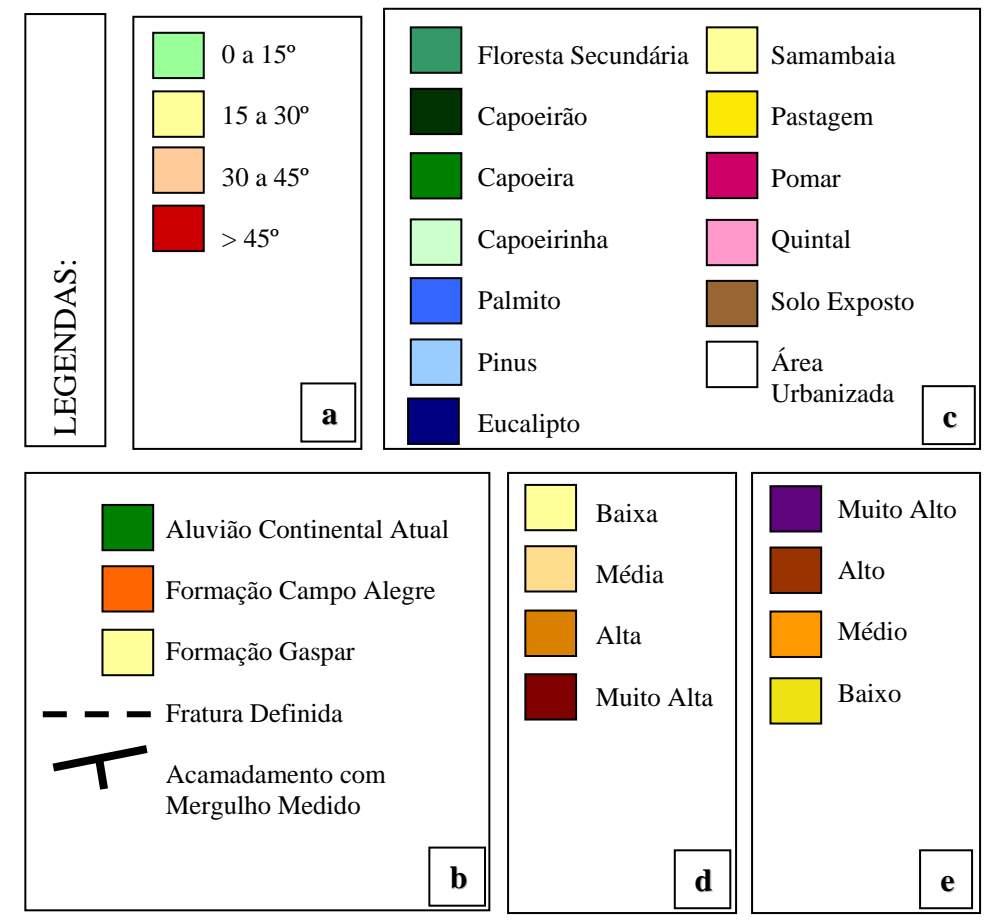 LEGENDAS:
0 a 15º
15 a 30º
30 a 45º
> 45º
a
Floresta Secundária
Capoeirão
Capoeira
Capoeirinha
Palmito
Pinus
Eucalipto
Samambaia
Pastagem
Pomar
Quintal
Solo Exposto
Área
Urbanizada
c
Aluvião Continental Atual
Formação Campo Alegre
Formação Gaspar
Fratura Definida
Acamadamento com
Mergulho Medido
b
Baixa
Média
Alta
Muito Alta
d
Muito Alto
Alto
Médio
Baixo
e